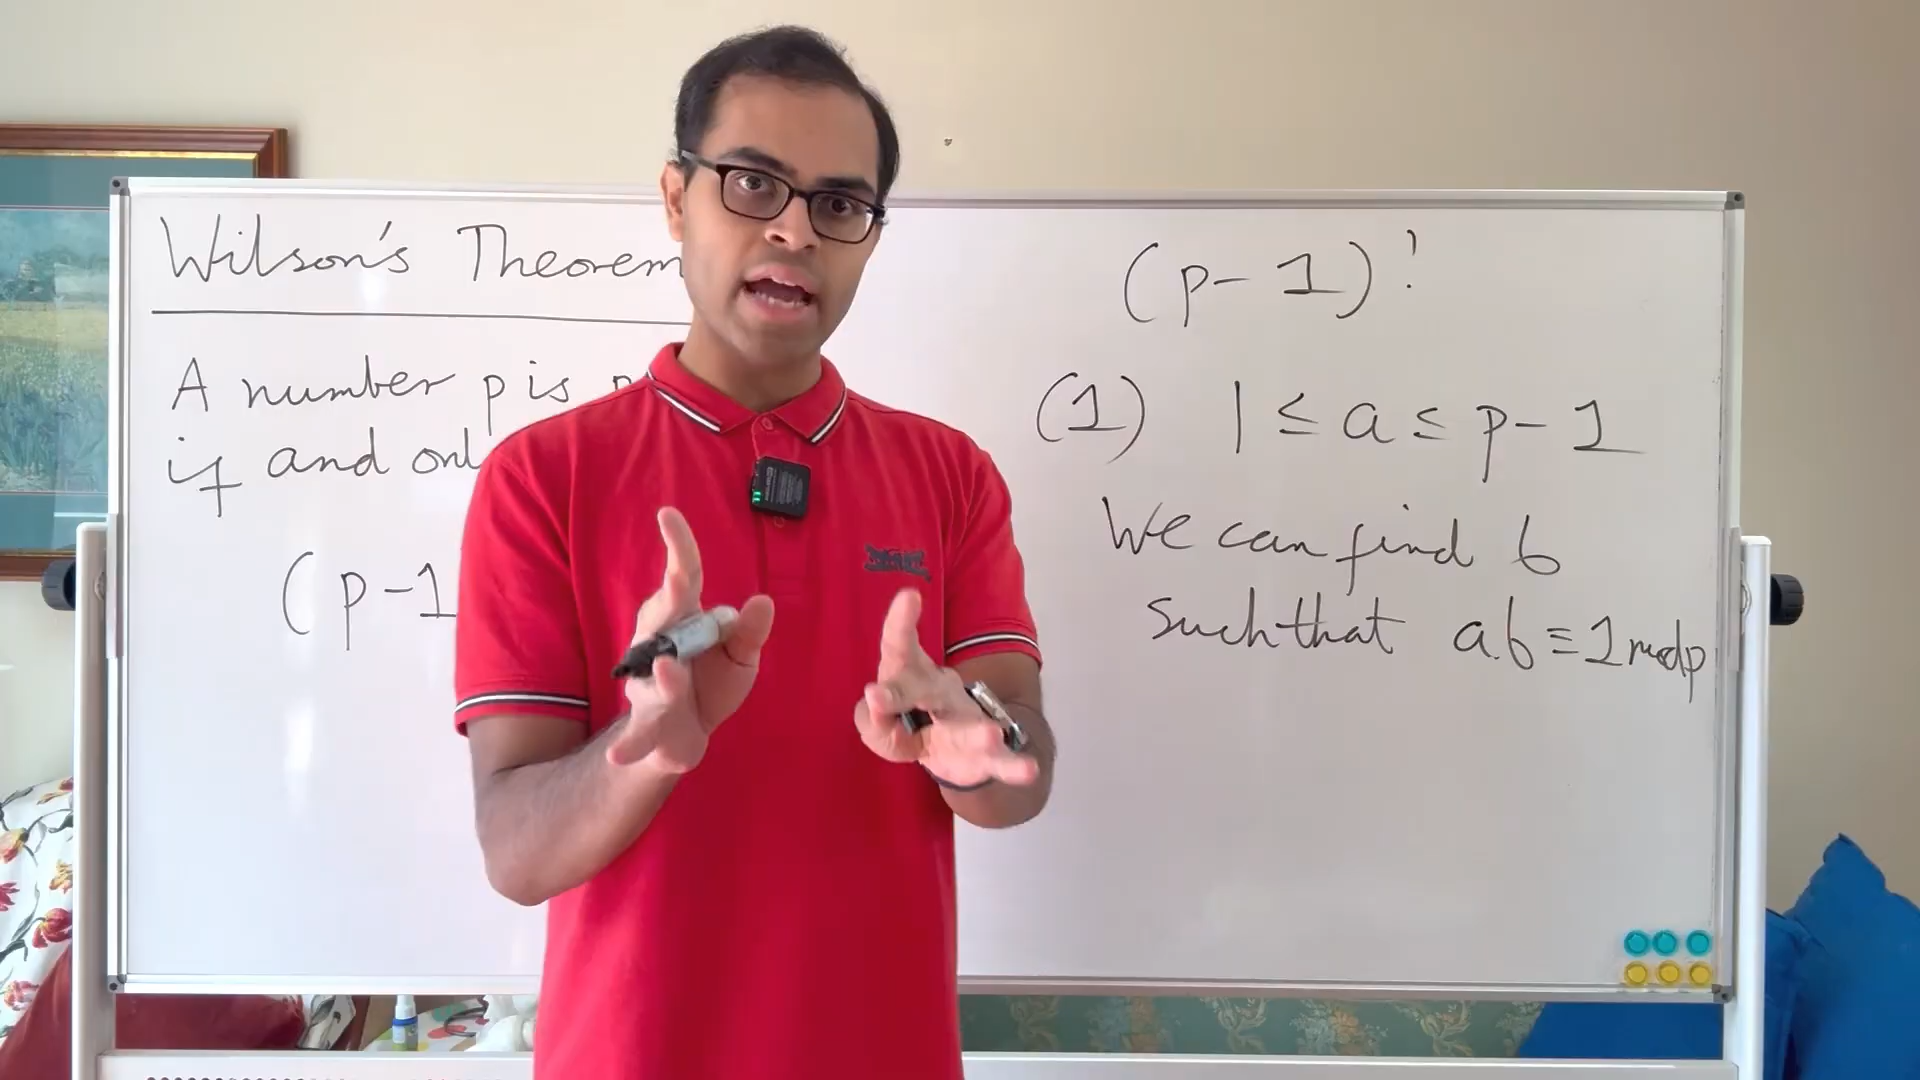 Wilson's Theorem
A number p is p
if and onl
(p-1
(p-1)!
(1) 1 ≤ a ≤ p-1
We can find b
such that a.b ≡ 1 mod p